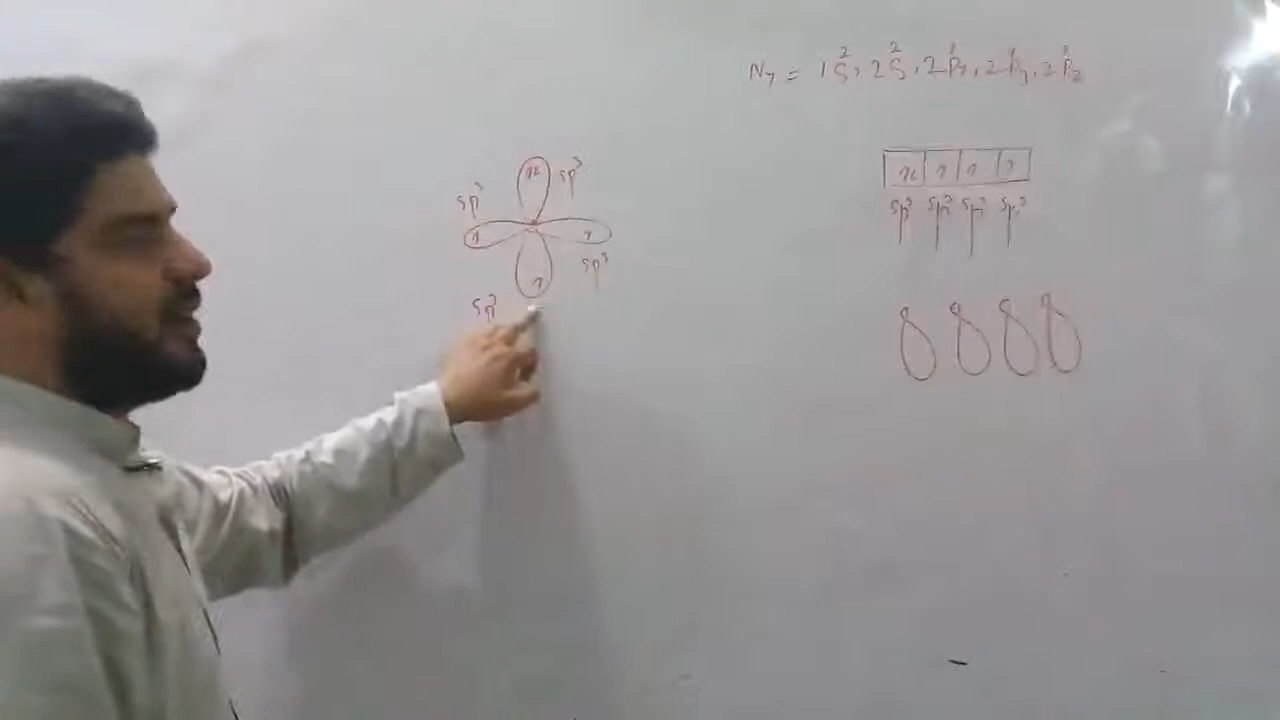 N₇ = 1S², 2S², 2Px¹, 2Py¹, 2Pz¹
sp³ sp³
sp³
sp³
sp³ sp³ sp³ sp³